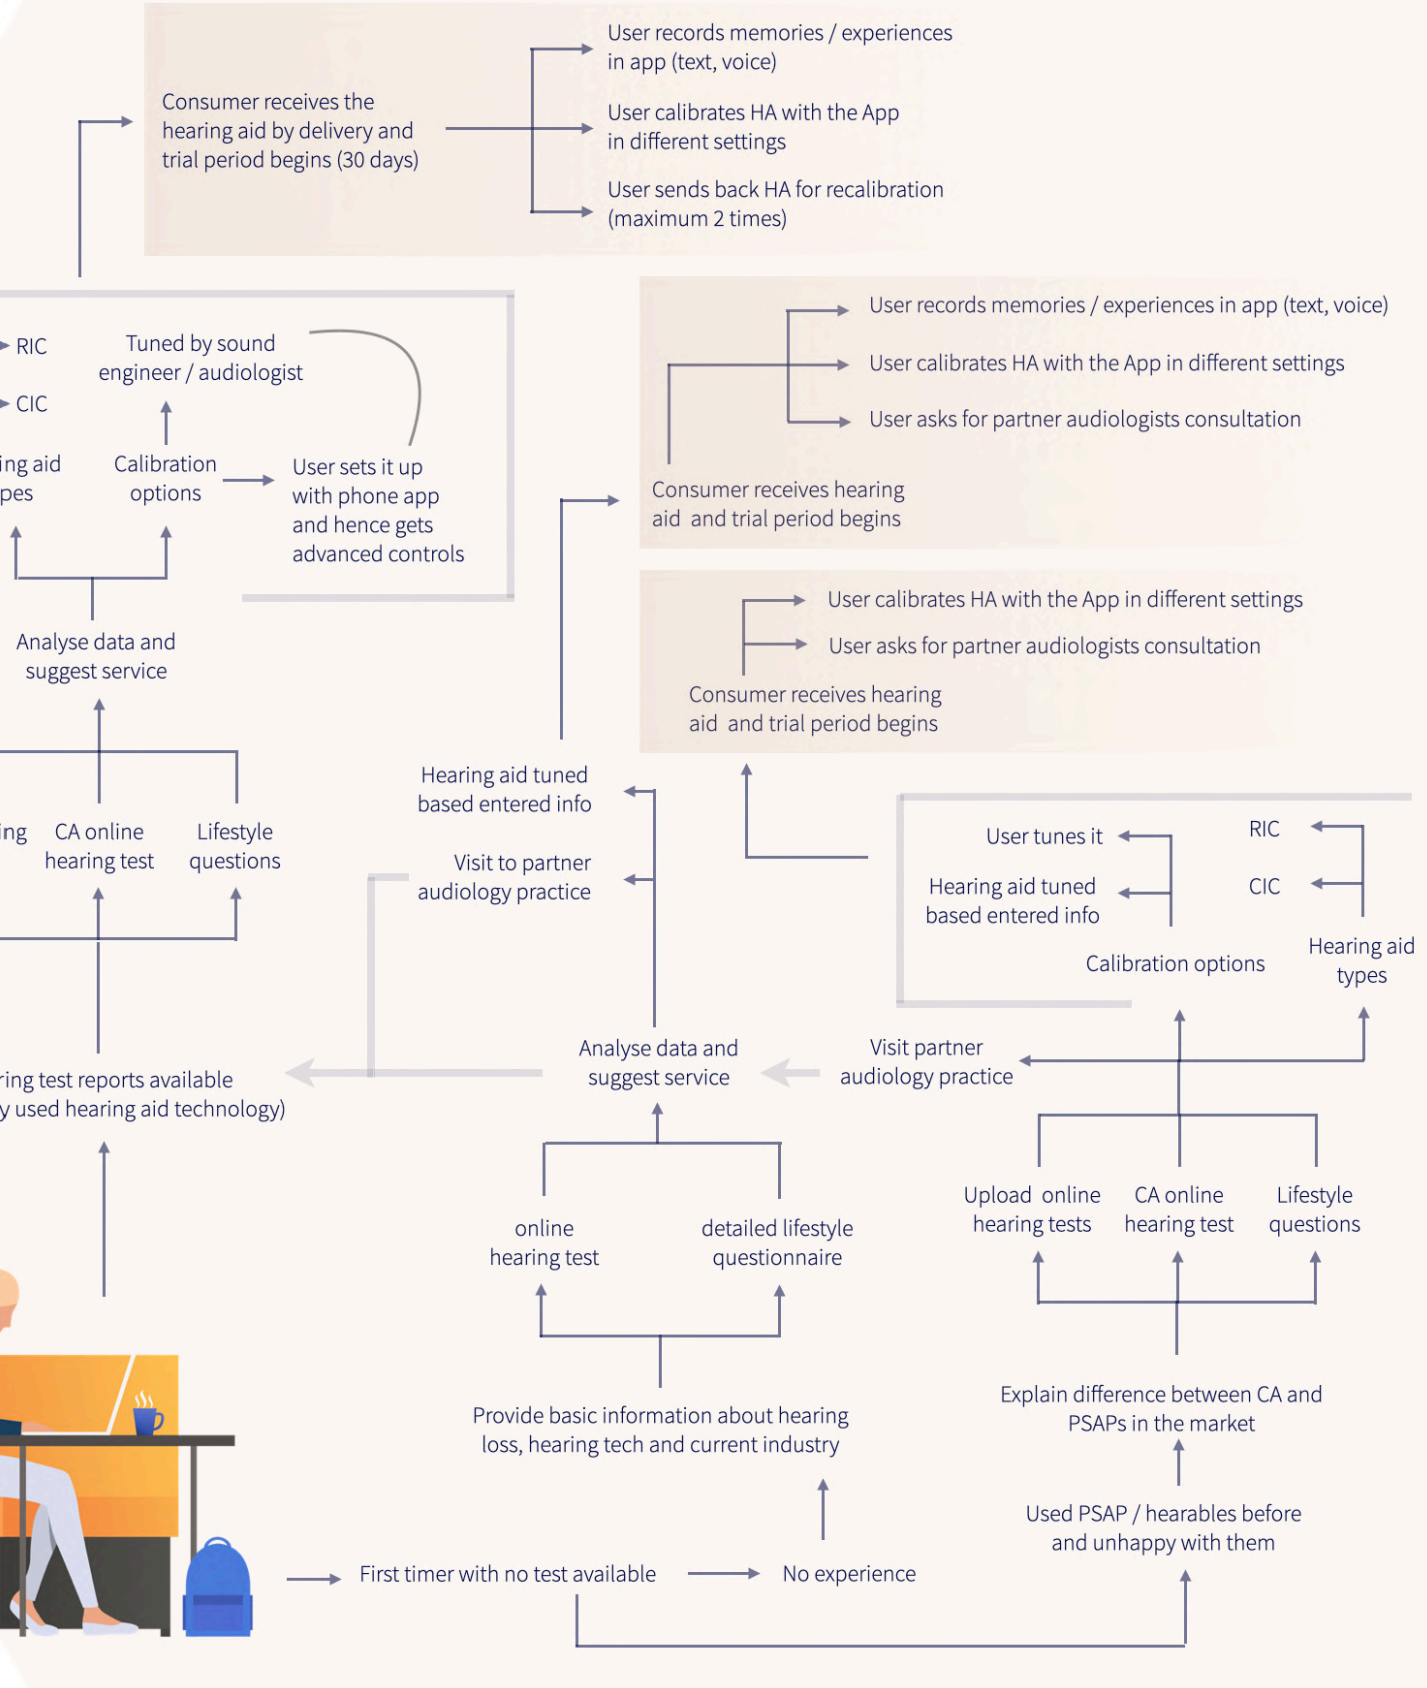 User records memories / experiences
in app (text, voice)
Consumer receives the
hearing aid by delivery and
trial period begins (30 days)
User calibrates HA with the App
in different settings
User sends back HA for recalibration
(maximum 2 times)
User records memories / experiences in app (text, voice)
User calibrates HA with the App in different settings
User asks for partner audiologists consultation
Consumer receives hearing
aid and trial period begins
RIC
CIC
Tuned by sound
engineer / audiologist
ing aid
pes
Calibration
options
User sets it up
with phone app
and hence gets
advanced controls
User calibrates HA with the App in different settings
User asks for partner audiologists consultation
Consumer receives hearing
aid and trial period begins
Analyse data and
suggest service
ing
CA online
hearing test
Lifestyle
questions
Hearing aid tuned
based entered info
Visit to partner
audiology practice
User tunes it
Hearing aid tuned
based entered info
Calibration options
RIC
CIC
Hearing aid
types
ring test reports available
y used hearing aid technology)
Analyse data and
suggest service
Visit partner
audiology practice
online
hearing test
detailed lifestyle
questionnaire
Upload online
hearing tests
CA online
hearing test
Lifestyle
questions
Provide basic information about hearing
loss, hearing tech and current industry
Explain difference between CA and
PSAPs in the market
Used PSAP / hearables before
and unhappy with them
First timer with no test available
No experience